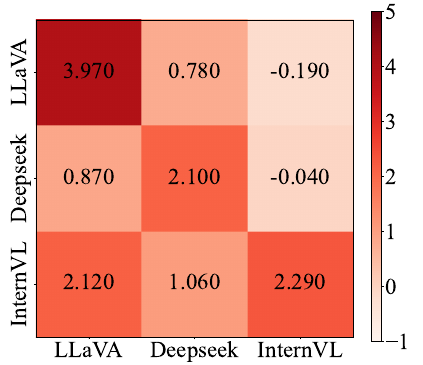 LLaVA 3.970 0.780 -0.190
Deepseek 0.870 2.100 -0.040
InternVL 2.120 1.060 2.290
LLaVA Deepseek InternVL
5
4
3
2
1
0
−1